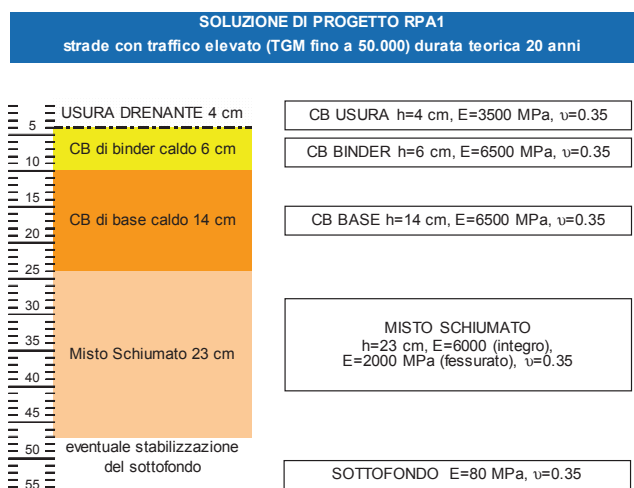 SOLUZIONE DI PROGETTO RPA1
strade con traffico elevato (TGM fino a 50.000) durata teorica 20 anni
USURA DRENANTE 4 cm
CB USURA h=4 cm, E=3500 MPa, υ=0.35
5
CB di binder caldo 6 cm
CB BINDER h=6 cm, E=6500 MPa, υ=0.35
10
15
CB di base caldo 14 cm
CB BASE h=14 cm, E=6500 MPa, υ=0.35
20
25
30
MISTO SCHIUMATO
h=23 cm, E=6000 (integro),
E=2000 MPa (fessurato), υ=0.35
35
Misto Schiumato 23 cm
40
45
50
eventuale stabilizzazione
del sottofondo
SOTTOFONDO E=80 MPa, υ=0.35
55